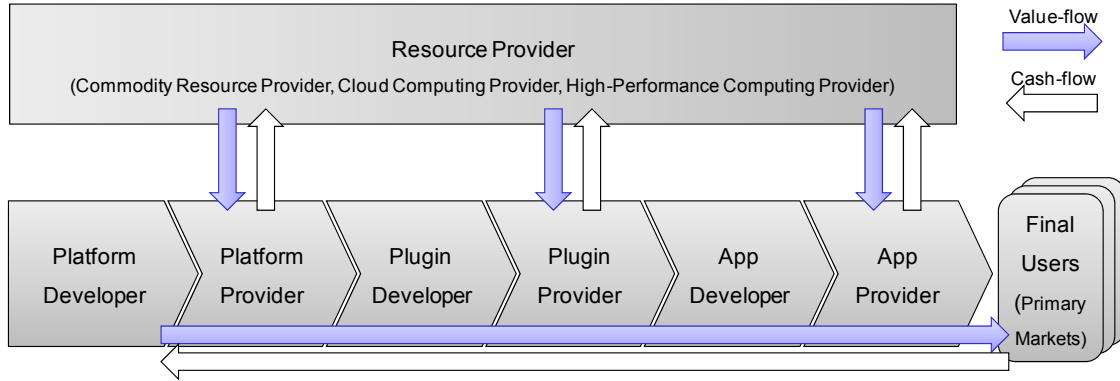 Value-flow
Resource Provider
(Commodity Resource Provider, Cloud Computing Provider, High-Performance Computing Provider)
Cash-flow
Platform
Developer
Platform
Provider
Plugin
Developer
Plugin
Provider
App
Developer
App
Provider
Final
Users
(Primary
Markets)